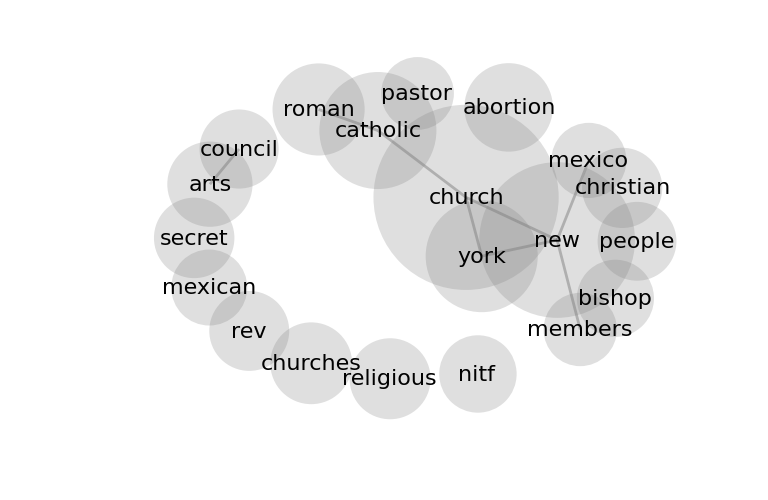 pastor
abortion
roman
catholic
council
mexico
arts
christian
church
secret
new
people
york
mexican
bishop
rev
members
churches
religious
nitf